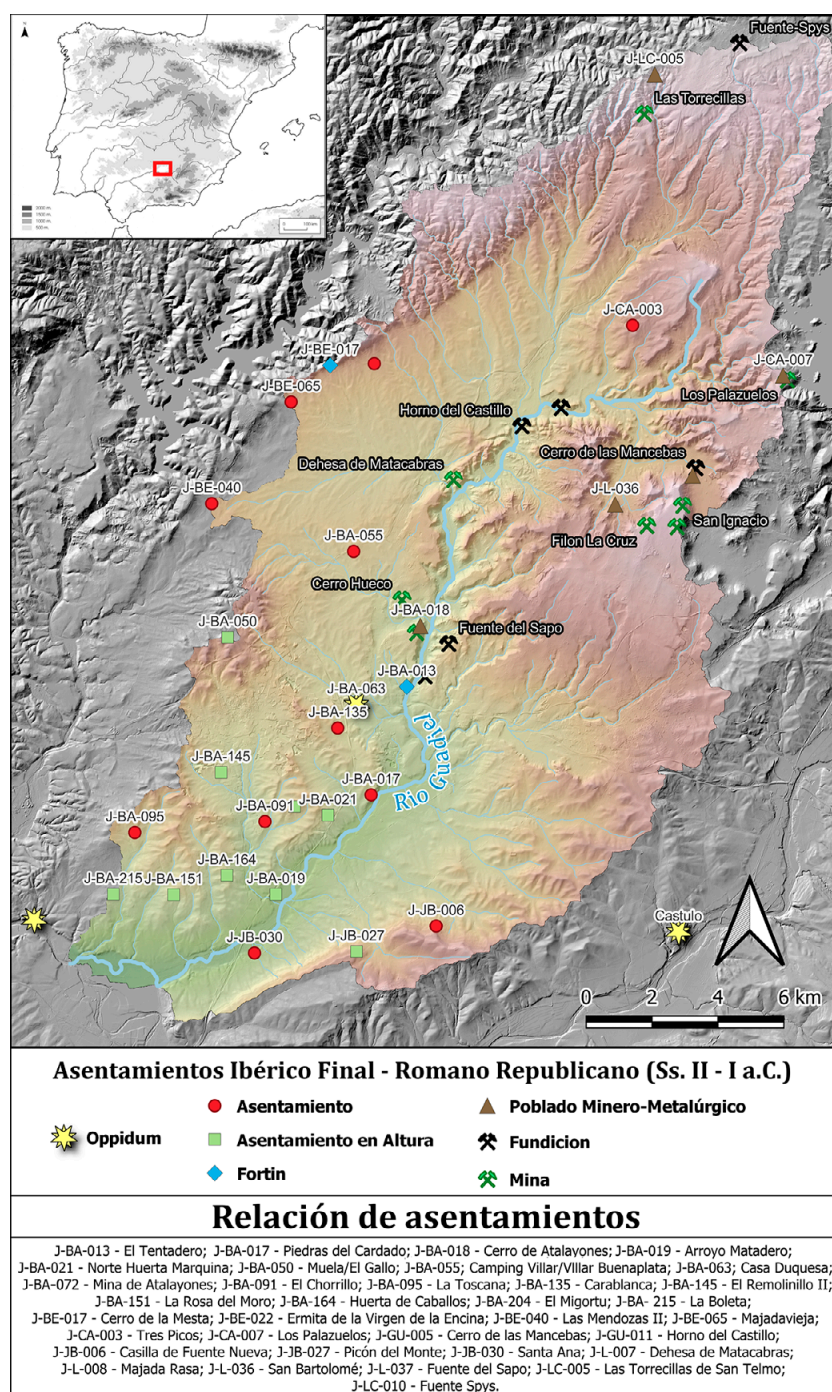 N
2000 m.
1500 m.
1000 m.
500 m.
0 100 km
Fuente-Spys
J-LC-005
Las Torrecillas
J-CA-003
J-BE-017
J-CA-007
J-BE-065
Los Palazuelos
Horno del Castillo
Cerro de las Mancebas
Dehesa de Matacabras
J-BE-040
J-L-036
San Ignacio
Filon La Cruz
J-BA-055
Cerro Hueco
J-BA-018
J-BA-050
Fuente del Sapo
J-BA-013
J-BA-063
J-BA-135
Rio Guadiel
J-BA-145
J-BA-017
J-BA-021
J-BA-091
J-BA-095
J-BA-164
J-BA-215
J-BA-151
J-BA-019
J-JB-006
Castulo
J-JB-030
J-JB-027
0 2 4 6 km
Asentamientos Ibérico Final - Romano Republicano (Ss. II - I a.C.)
Oppidum
Asentamiento
Asentamiento en Altura
Fortin
Poblado Minero-Metalúrgico
Fundicion
Mina
Relación de asentamientos
J-BA-013 - El Tentadero; J-BA-017 - Piedras del Cardado; J-BA-018 - Cerro de Atalayones; J-BA-019 - Arroyo Matadero;
J-BA-021 - Norte Huerta Marquina; J-BA-050 - Muela/El Gallo; J-BA-055; Camping Villar/VIllar Buenaplata; J-BA-063; Casa Duquesa;
J-BA-072 - Mina de Atalayones; J-BA-091 - El Chorrillo; J-BA-095 - La Toscana; J-BA-135 - Carablanca; J-BA-145 - El Remolinillo II;
J-BA-151 - La Rosa del Moro; J-BA-164 - Huerta de Caballos; J-BA-204 - El Migortu; J-BA- 215 - La Boleta;
J-BE-017 - Cerro de la Mesta; J-BE-022 - Ermita de la Virgen de la Encina; J-BE-040 - Las Mendozas II; J-BE-065 - Majadavieja;
J-CA-003 - Tres Picos; J-CA-007 - Los Palazuelos; J-GU-005 - Cerro de las Mancebas; J-GU-011 - Horno del Castillo;
J-JB-006 - Casilla de Fuente Nueva; J-JB-027 - Picón del Monte; J-JB-030 - Santa Ana; J-L-007 - Dehesa de Matacabras;
J-L-008 - Majada Rasa; J-L-036 - San Bartolomé; J-L-037 - Fuente del Sapo; J-LC-005 - Las Torrecillas de San Telmo;
J-LC-010 - Fuente Spys.